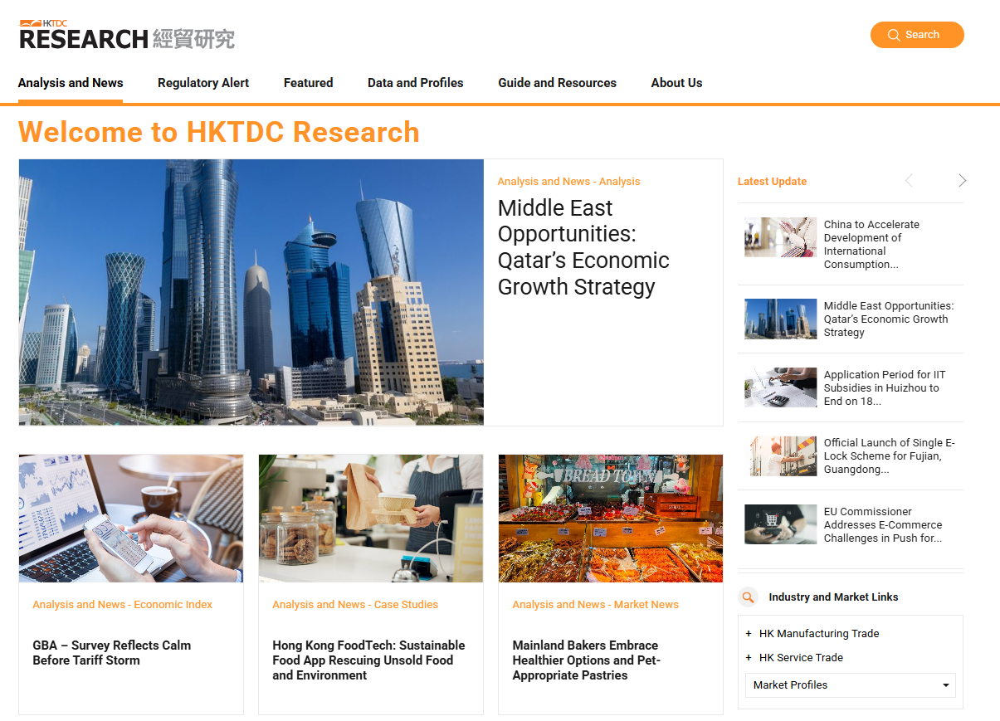 HKTDC
RESEARCH 經貿研究
Search
Analysis and News
Regulatory Alert
Featured
Data and Profiles
Guide and Resources
About Us
Welcome to HKTDC Research
Analysis and News - Analysis
Middle East
Opportunities:
Qatar’s Economic
Growth Strategy
Analysis and News - Economic Index
GBA – Survey Reflects Calm
Before Tariff Storm
Analysis and News - Case Studies
Hong Kong FoodTech: Sustainable
Food App Rescuing Unsold Food
and Environment
BREAD TOWN
Analysis and News - Market News
Mainland Bakers Embrace
Healthier Options and Pet-
Appropriate Pastries
Latest Update
China to Accelerate
Development of
International
Consumption...
Middle East Opportunities:
Qatar’s Economic Growth
Strategy
Application Period for IIT
Subsidies in Huizhou to
End on 18...
Official Launch of Single E-
Lock Scheme for Fujian,
Guangdong...
EU Commissioner
Addresses E-Commerce
Challenges in Push for...
Industry and Market Links
+ HK Manufacturing Trade
+ HK Service Trade
Market Profiles